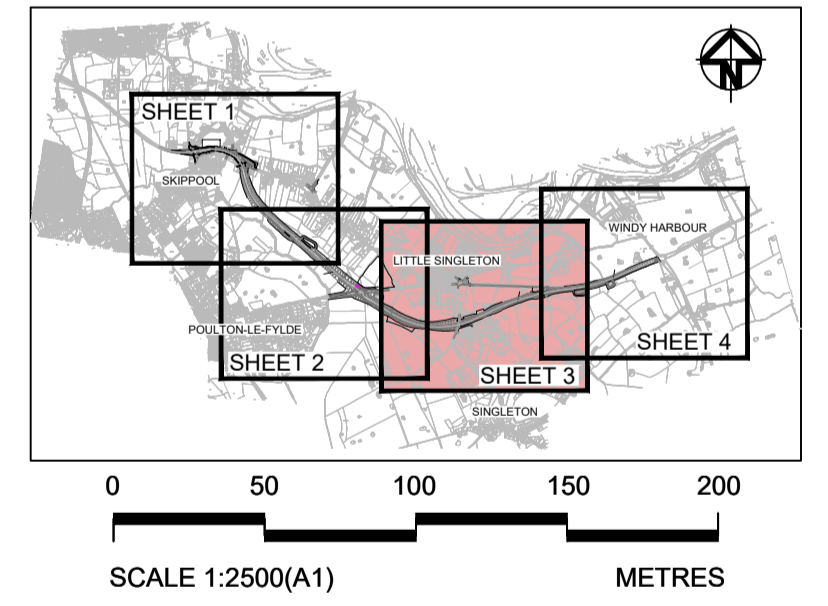 SHEET 1
N
SKIPPOOL
WINDY HARBOUR
LITTLE SINGLETON
POULTON-LE-FYLDE
SHEET 2
SHEET 3
SHEET 4
SINGLETON
0 50 100 150 200
SCALE 1:2500(A1) METRES